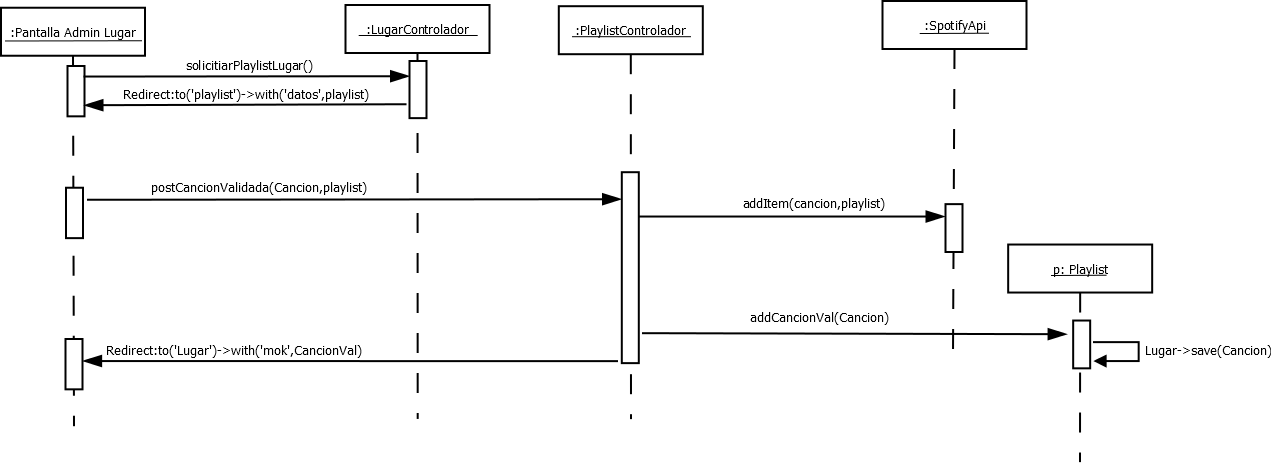 :Pantalla Admin Lugar
:LugarControlador
:PlaylistControlador
:SpotifyApi
solicitiarPlaylistLugar()
Redirect:to('playlist')->with('datos',playlist)
postCancionValidada(Cancion,playlist)
addItem(cancion,playlist)
p: Playlist
addCancionVal(Cancion)
Redirect:to('Lugar')->with('mok',CancionVal)
Lugar->save(Cancion)